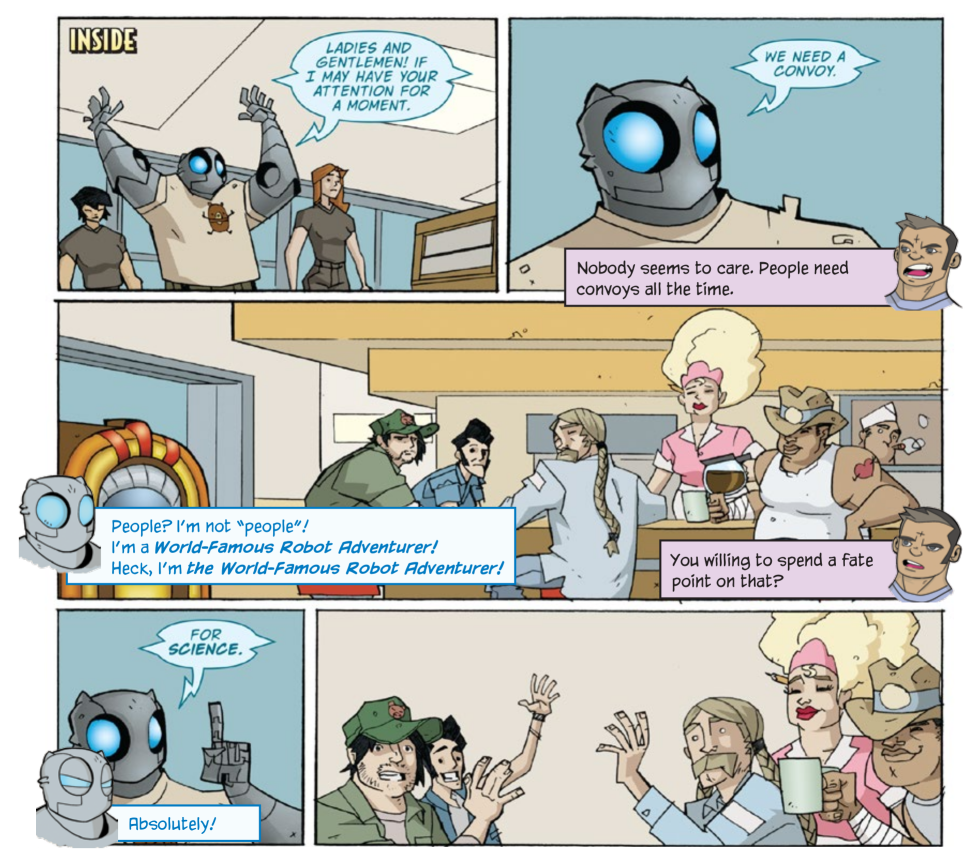 INSIDE
LADIES AND
GENTLEMEN! IF
I MAY HAVE YOUR
ATTENTION FOR
A MOMENT.
WE NEED A
CONVOY.
Nobody seems to care. People need
convoys all the time.
People? I'm not "people"!
I'm a World-Famous Robot Adventurer!
Heck, I'm the World-Famous Robot Adventurer!
You willing to spend a fate
point on that?
FOR
SCIENCE.
Absolutely!